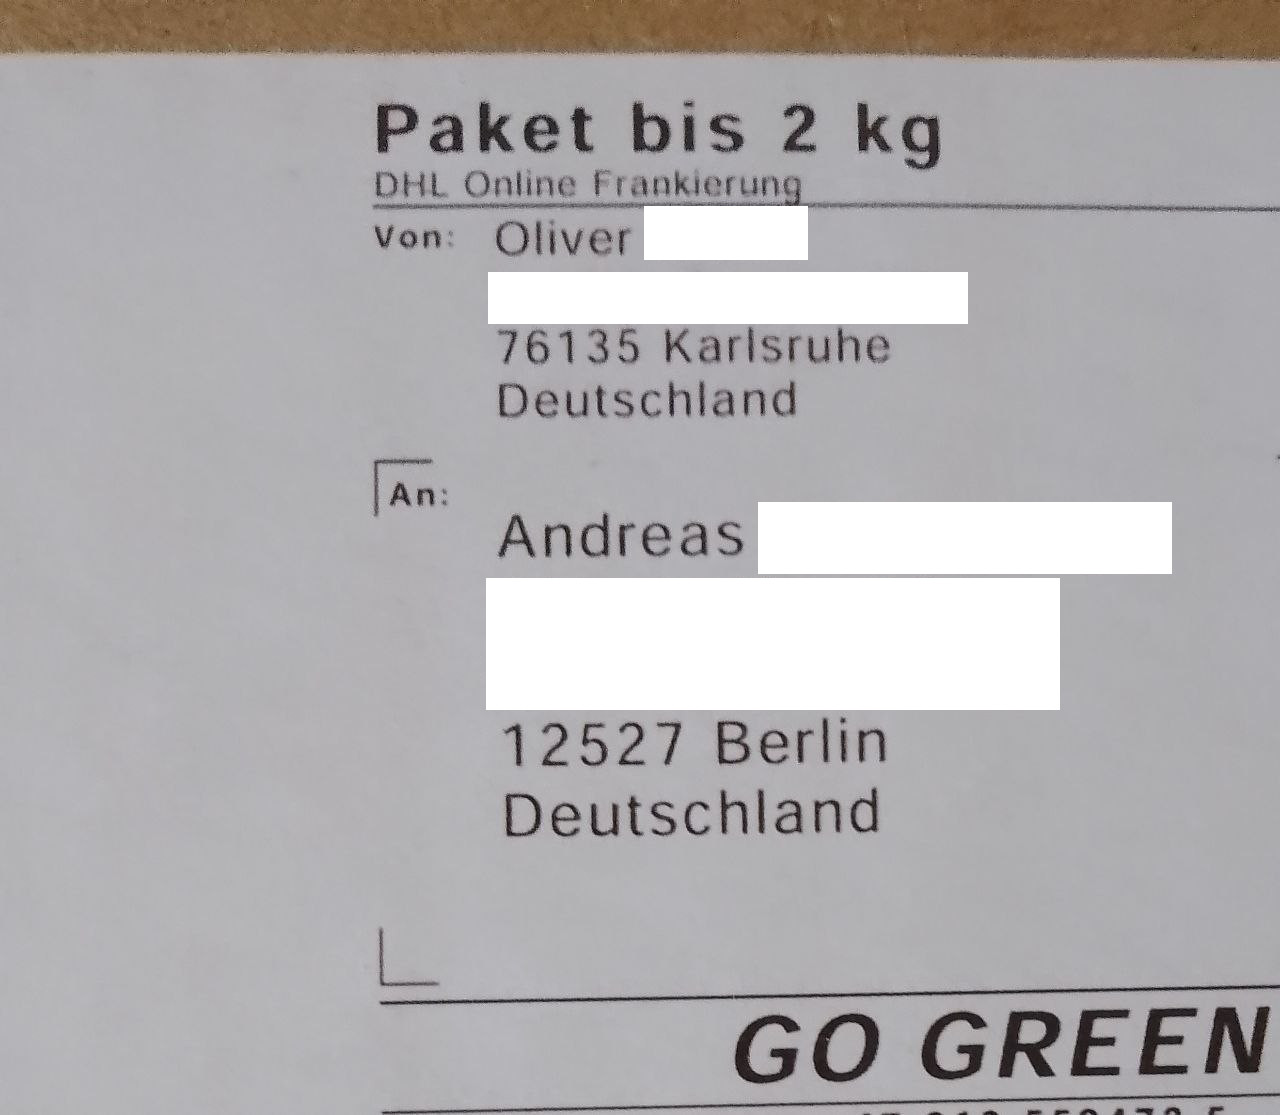 Paket bis 2 kg
DHL Online Frankierung
Von: Oliver
76135 Karlsruhe
Deutschland
An:
Andreas
12527 Berlin
Deutschland
GO GREEN